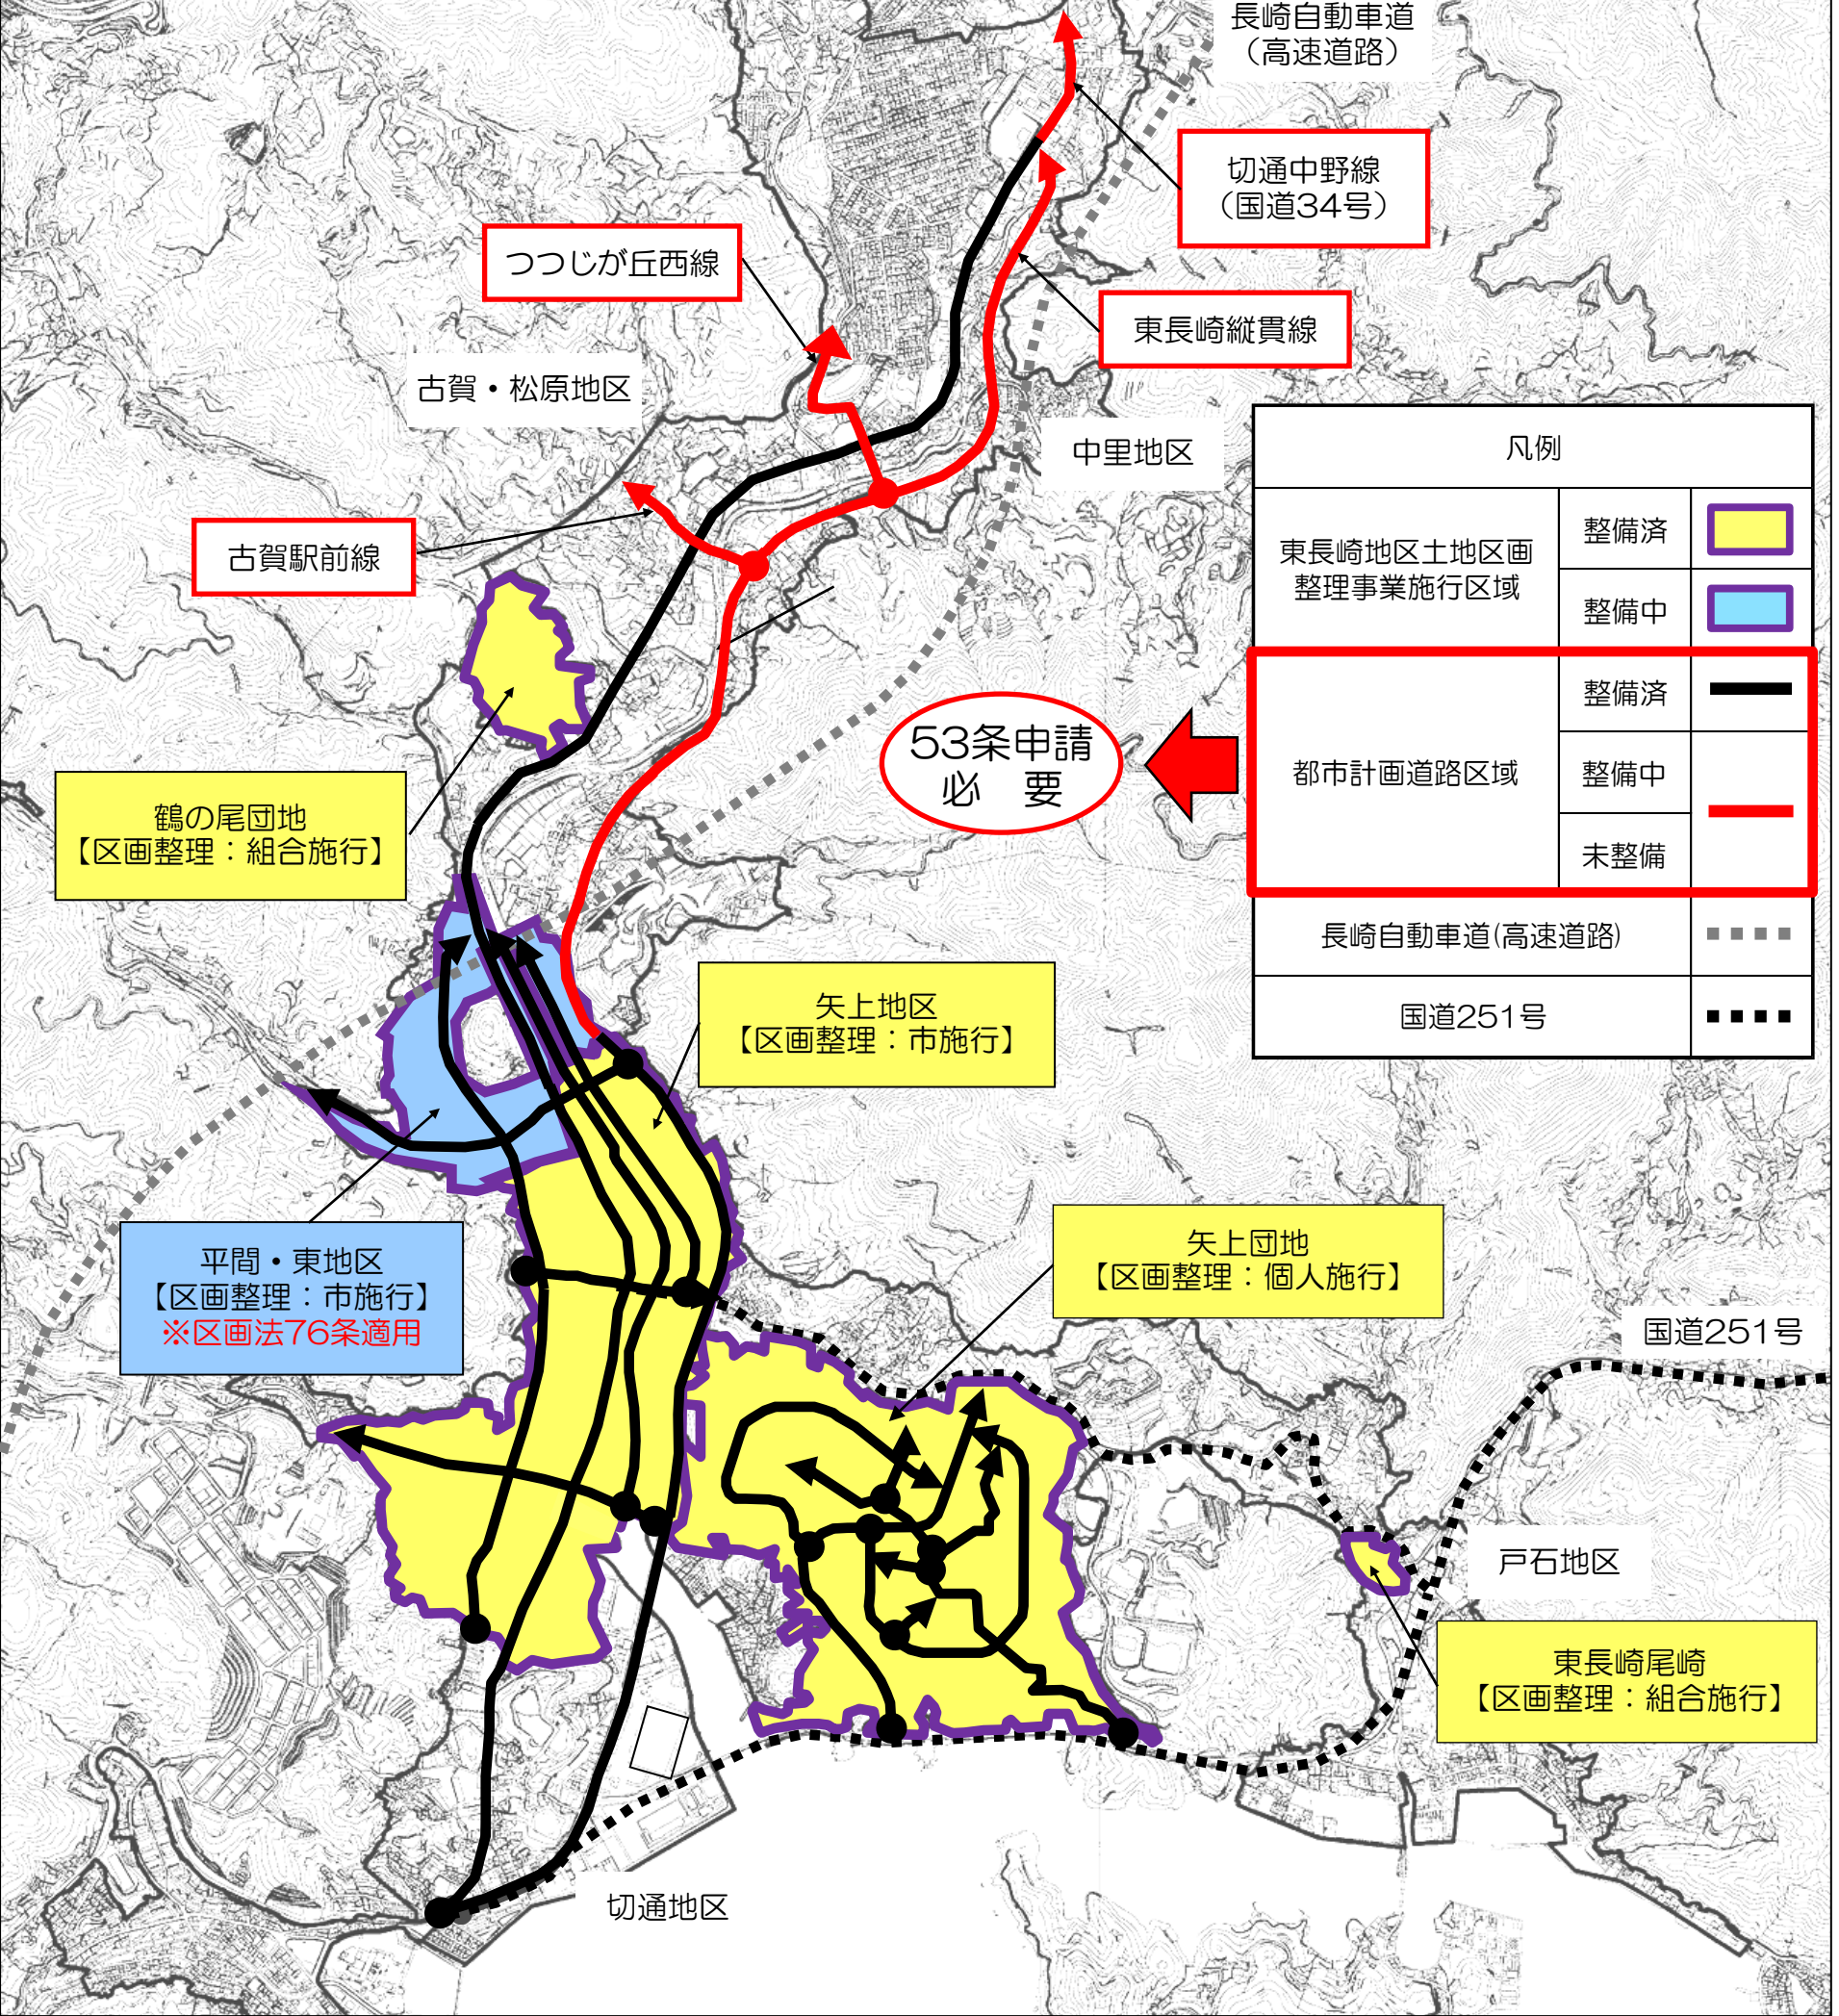 長崎自動車道
（高速道路）
切通中野線
（国道34号）
つつじが丘西線
東長崎縦貫線
古賀・松原地区
中里地区
古賀駅前線
凡例
東長崎地区土地区画
整理事業施行区域
整備済
整備中
都市計画道路区域
整備済
整備中
未整備
長崎自動車道(高速道路)
国道251号
53条申請
必　要
鶴の尾団地
【区画整理：組合施行】
矢上地区
【区画整理：市施行】
平間・東地区
【区画整理：市施行】
※区画法76条適用
矢上団地
【区画整理：個人施行】
国道251号
戸石地区
東長崎尾崎
【区画整理：組合施行】
切通地区